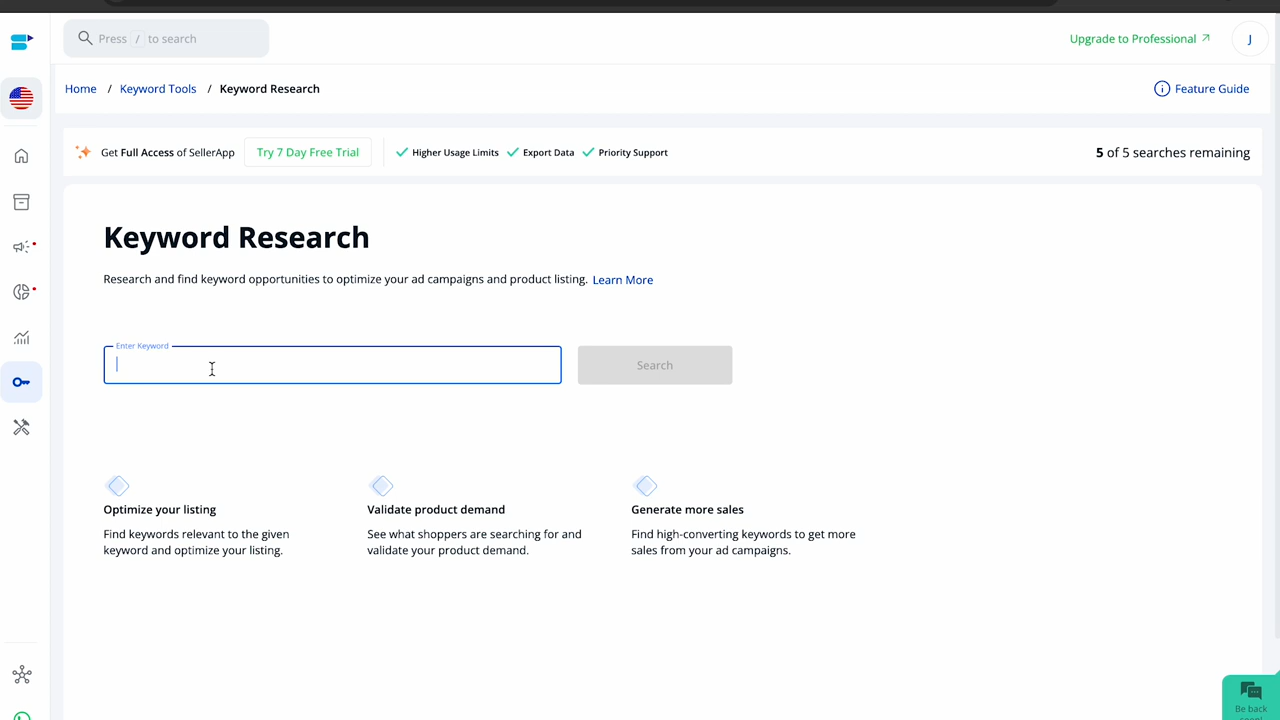 Press / to search
Upgrade to Professional
J
Home / Keyword Tools / Keyword Research
Feature Guide
Get Full Access of SellerApp
Try 7 Day Free Trial
Higher Usage Limits
Export Data
Priority Support
5 of 5 searches remaining
Keyword Research
Research and find keyword opportunities to optimize your ad campaigns and product listing. Learn More
Enter Keyword
Search
Optimize your listing
Find keywords relevant to the given
keyword and optimize your listing.
Validate product demand
See what shoppers are searching for and
validate your product demand.
Generate more sales
Find high-converting keywords to get more
sales from your ad campaigns.
Be back
soon!